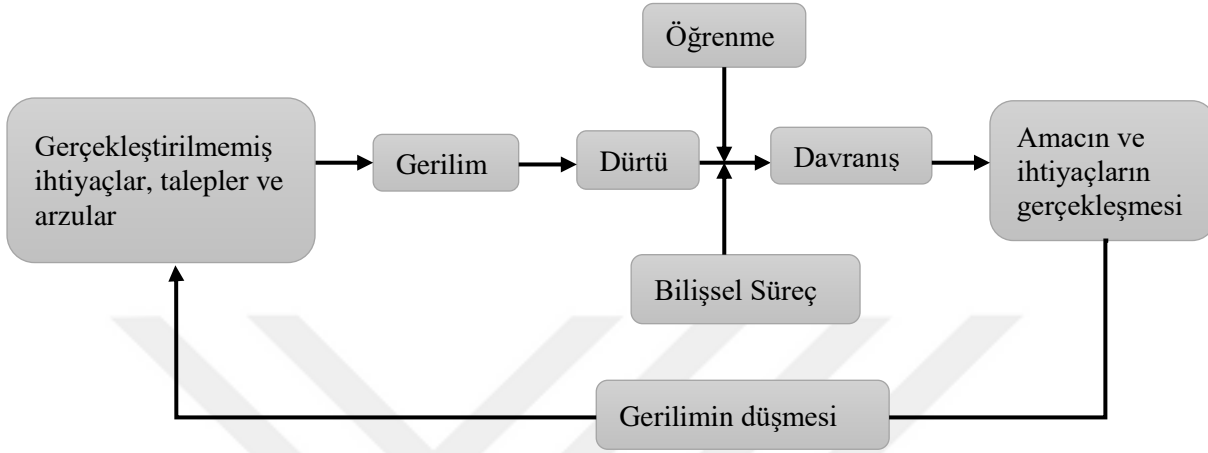 Öğrenme
Gerçekleştirilmemiş
ihtiyaçlar, talepler ve
arzular
Gerilim
Dürtü
Davranış
Amacın ve
ihtiyaçların
gerçekleşmesi
Bilişsel Süreç
Gerilimin düşmesi